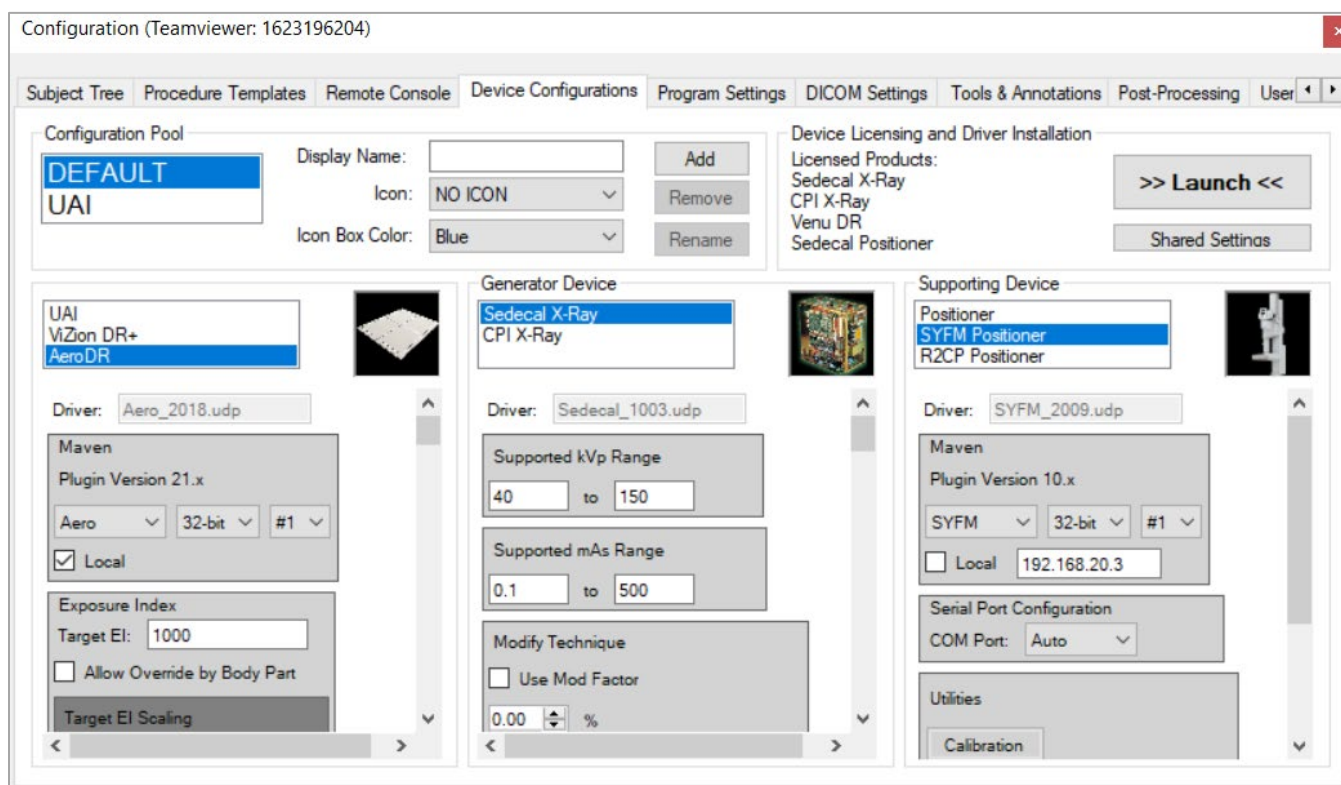 Configuration (Teamviewer: 1623196204)
Subject Tree Procedure Templates Remote Console Device Configurations Program Settings DICOM Settings Tools & Annotations Post-Processing User
Configuration Pool
DEFAULT
UAI
Display Name:
Add
Icon: NO ICON
Remove
Icon Box Color: Blue
Rename
Device Licensing and Driver Installation
Licensed Products:
Sedecal X-Ray
CPI X-Ray
Venu DR
Sedecal Positioner
>> Launch <<
Shared Settings
UAI
ViZion DR+
AeroDR
Driver: Aero_2018.udp
Maven
Plugin Version 21.x
Aero 32-bit #1
Local
Exposure Index
Target EI: 1000
Allow Override by Body Part
Target EI Scaling
Generator Device
Sedecal X-Ray
CPI X-Ray
Driver: Sedecal_1003.udp
Supported kVp Range
40 to 150
Supported mAs Range
0.1 to 500
Modify Technique
Use Mod Factor
0.00 %
Supporting Device
Positioner
SYFM Positioner
R2CP Positioner
Driver: SYFM_2009.udp
Maven
Plugin Version 10.x
SYFM 32-bit #1
Local 192.168.20.3
Serial Port Configuration
COM Port: Auto
Utilities
Calibration